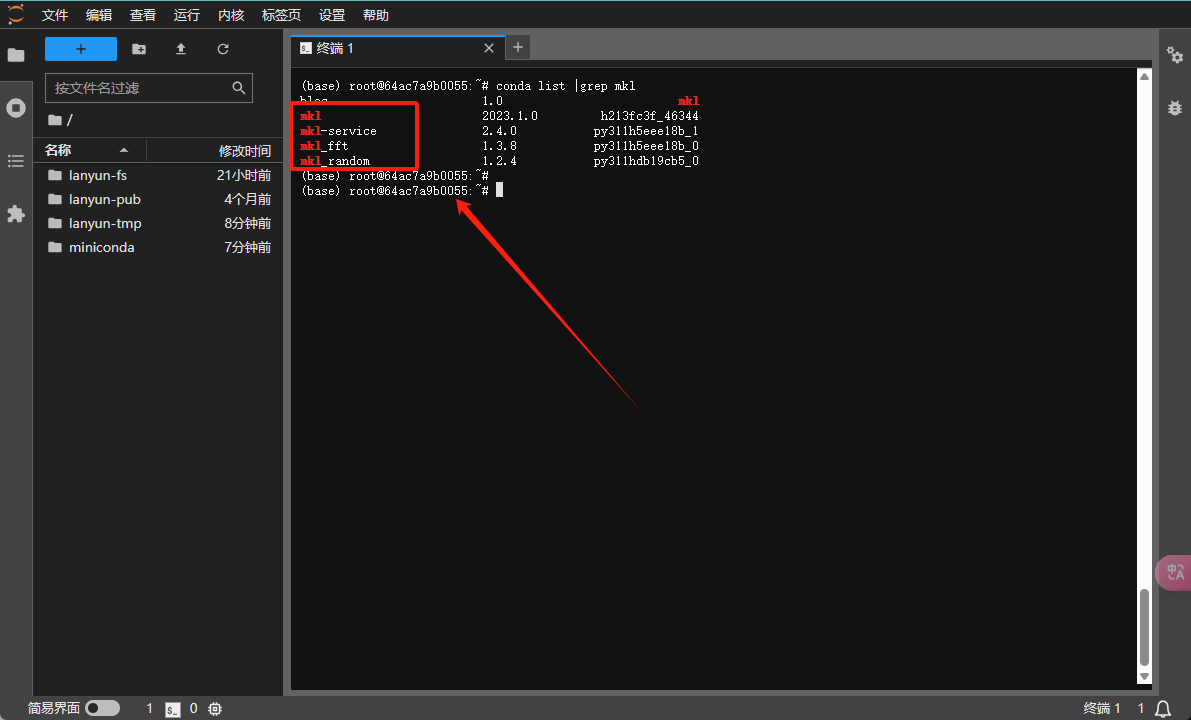 文件 编辑 查看 运行 内核 标签页 设置 帮助
终端 1
按文件名过滤
/
名称 修改时间
lanyun-fs 21小时前
lanyun-pub 4个月前
lanyun-tmp 8分钟前
miniconda 7分钟前
(base) root@64ac7a9b0055:~# conda list |grep mkl
blas 1.0 mkl
mkl 2023.1.0 h213fc3f_46344
mkl-service 2.4.0 py311h5eee18b_1
mkl_fft 1.3.8 py311h5eee18b_0
mkl_random 1.2.4 py311hdb19cb5_0
(base) root@64ac7a9b0055:~#
(base) root@64ac7a9b0055:~#
中A
简易界面 1 $_ 0 终端 1 1